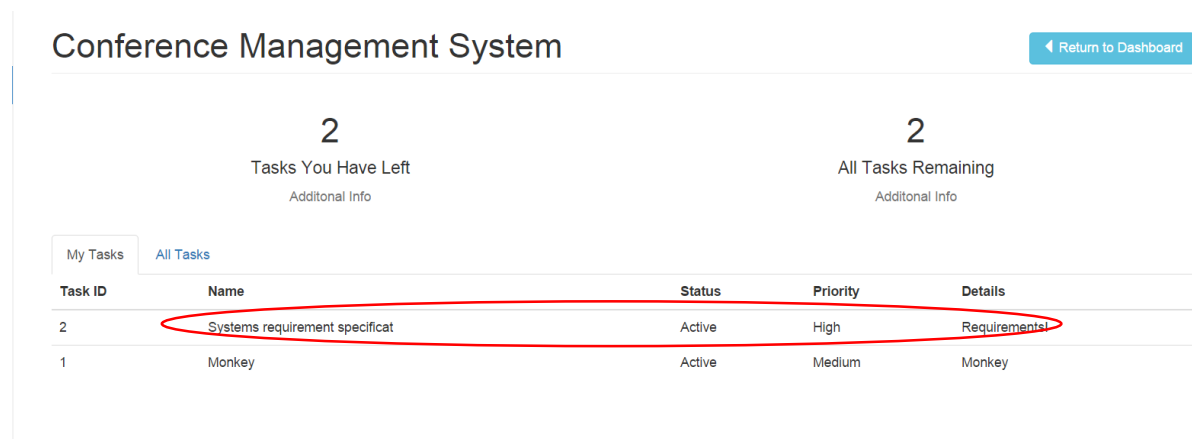 Conference Management System
Return to Dashboard
2
Tasks You Have Left
Additonal Info
2
All Tasks Remaining
Additonal Info
My Tasks All Tasks
Task ID Name Status Priority Details
2 Systems requirement specificat Active High Requirements!
1 Monkey Active Medium Monkey